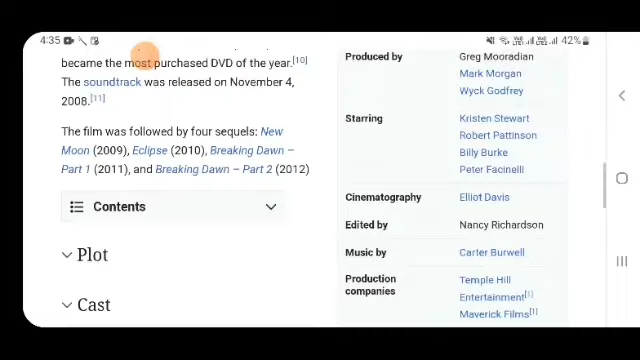 4:35
42%
became the most purchased DVD of the year.[10]
The soundtrack was released on November 4,
2008.[11]
The film was followed by four sequels: New
Moon (2009), Eclipse (2010), Breaking Dawn –
Part 1 (2011), and Breaking Dawn – Part 2 (2012)
Contents
Plot
Cast
Produced by
Greg Mooradian
Mark Morgan
Wyck Godfrey
Starring
Kristen Stewart
Robert Pattinson
Billy Burke
Peter Facinelli
Cinematography
Elliot Davis
Edited by
Nancy Richardson
Music by
Carter Burwell
Production
companies
Temple Hill
Entertainment[1]
Maverick Films[1]